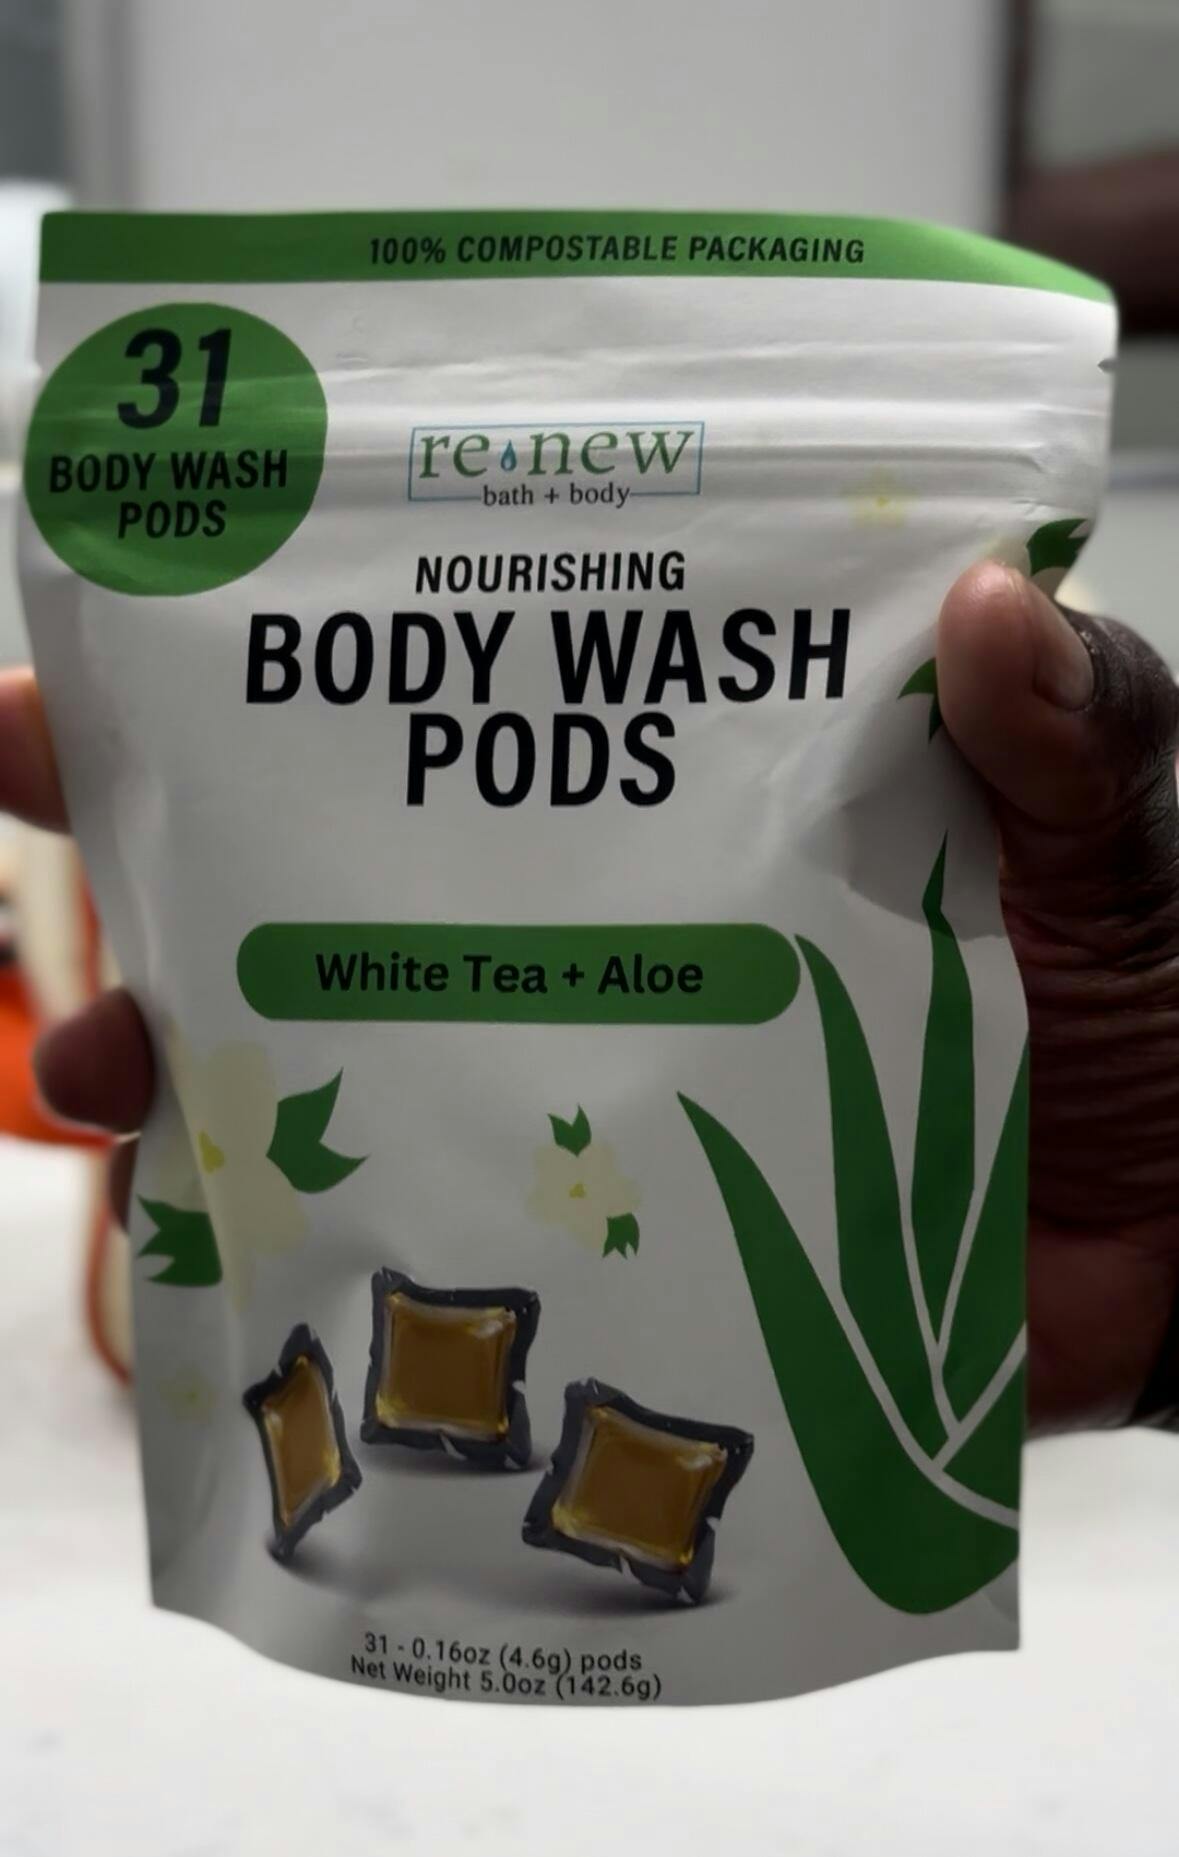 100% COMPOSTABLE PACKAGING
31
BODY WASH
PODS
re new
bath + body
NOURISHING
BODY WASH
PODS
White Tea + Aloe
31 - 0.16oz (4.6g) pods
Net Weight 5.0oz (142.6g)